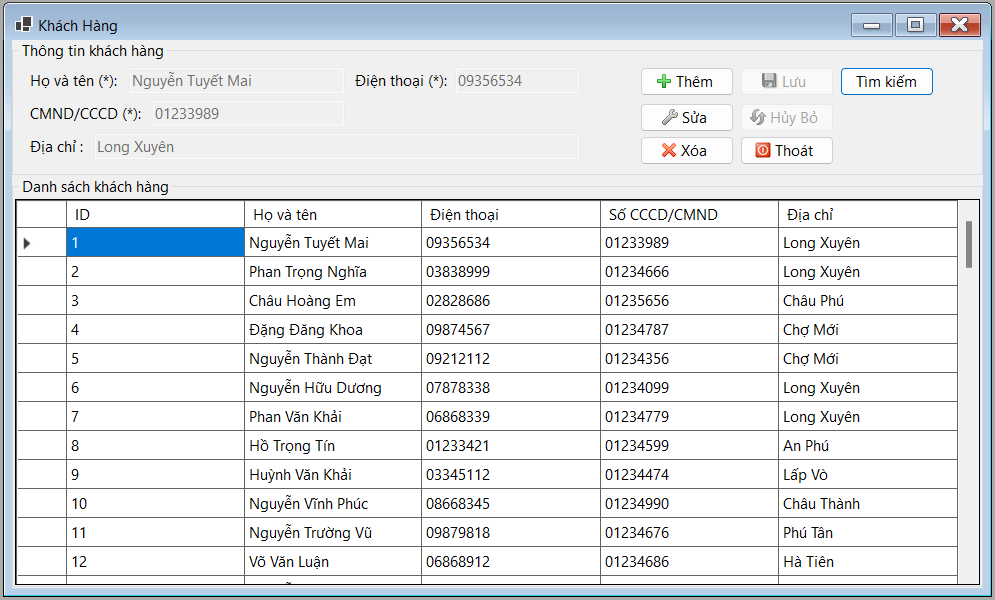 Khách Hàng
Thông tin khách hàng
Họ và tên (*): Nguyễn Tuyết Mai Điện thoại (*): 09356534 Thêm Lưu Tìm kiếm
CMND/CCCD (*): 01233989 Sửa Hủy Bỏ
Địa chỉ : Long Xuyên Xóa Thoát
Danh sách khách hàng
ID Họ và tên Điện thoại Số CCCD/CMND Địa chỉ
1 Nguyễn Tuyết Mai 09356534 01233989 Long Xuyên
2 Phan Trọng Nghĩa 03838999 01234666 Long Xuyên
3 Châu Hoàng Em 02828686 01235656 Châu Phú
4 Đặng Đăng Khoa 09874567 01234787 Chợ Mới
5 Nguyễn Thành Đạt 09212112 01234356 Chợ Mới
6 Nguyễn Hữu Dương 07878338 01234099 Long Xuyên
7 Phan Văn Khải 06868339 01234779 Long Xuyên
8 Hồ Trọng Tín 01233421 01234599 An Phú
9 Huỳnh Văn Khải 03345112 01234474 Lấp Vò
10 Nguyễn Vĩnh Phúc 08668345 01234990 Châu Thành
11 Nguyễn Trường Vũ 09879818 01234676 Phú Tân
12 Võ Văn Luận 06868912 01234686 Hà Tiên